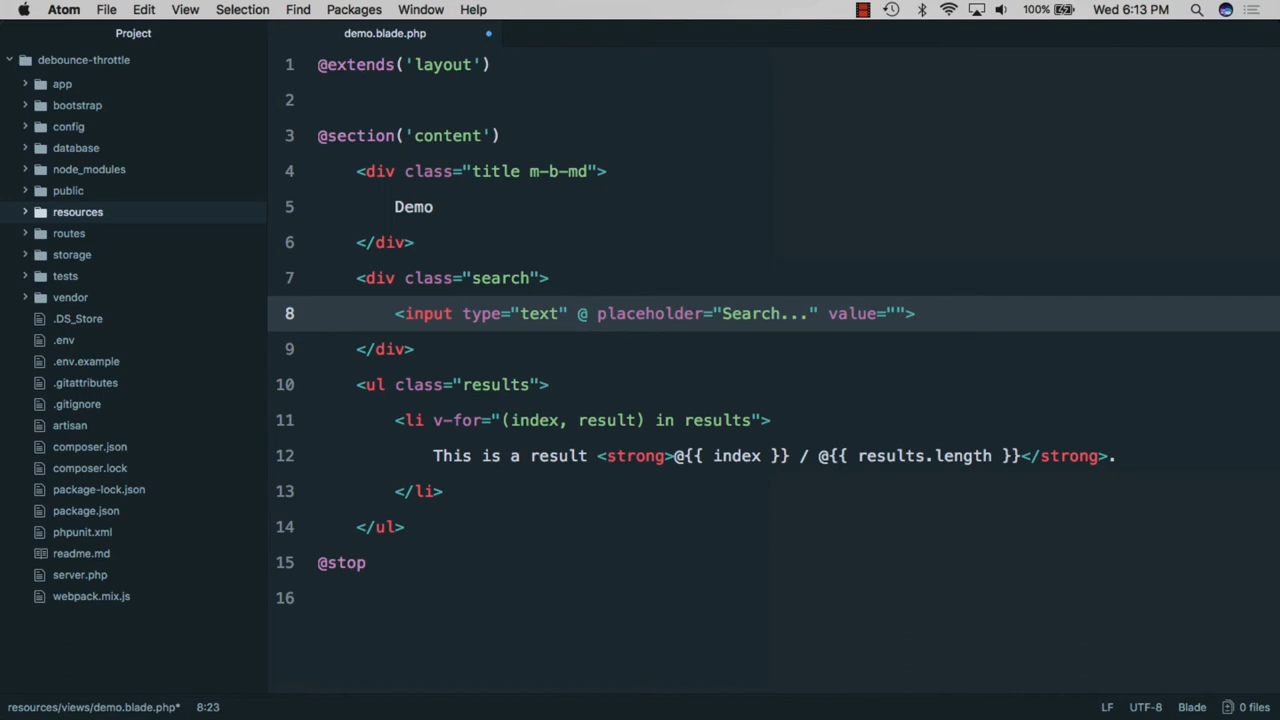 Atom File Edit View Selection Find Packages Window Help 100% Wed 6:13 PM
Project
demo.blade.php
debounce-throttle
app
bootstrap
config
database
node_modules
public
resources
routes
storage
tests
vendor
.DS_Store
.env
.env.example
.gitattributes
.gitignore
artisan
composer.json
composer.lock
package-lock.json
package.json
phpunit.xml
readme.md
server.php
webpack.mix.js
1 @extends('layout')
2
3 @section('content')
4 <div class="title m-b-md">
5 Demo
6 </div>
7 <div class="search">
8 <input type="text" @ placeholder="Search..." value="">
9 </div>
10 <ul class="results">
11 <li v-for="(index, result) in results">
12 This is a result <strong>@{{ index }} / @{{ results.length }}</strong>.
13 </li>
14 </ul>
15 @stop
16
resources/views/demo.blade.php* 8:23 LF UTF-8 Blade 0 files